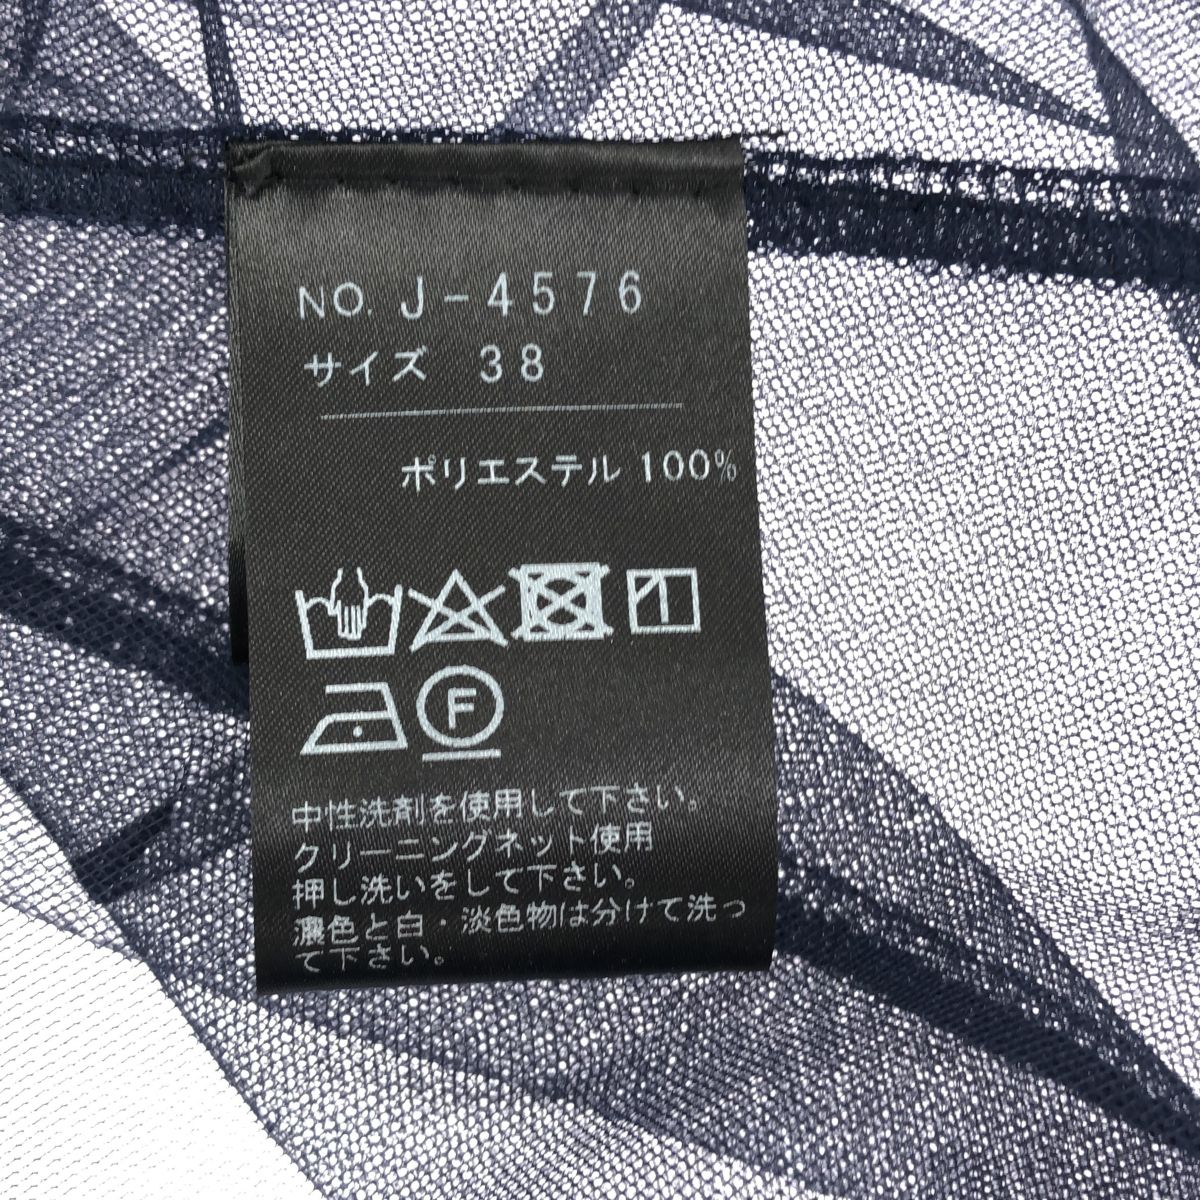 NO. J-4576
サイズ 38
ポリエステル 100%
F
中性洗剤を使用して下さい。
クリーニングネット使用
押し洗いをして下さい。
濃色と白・淡色物は分けて洗っ
て下さい。